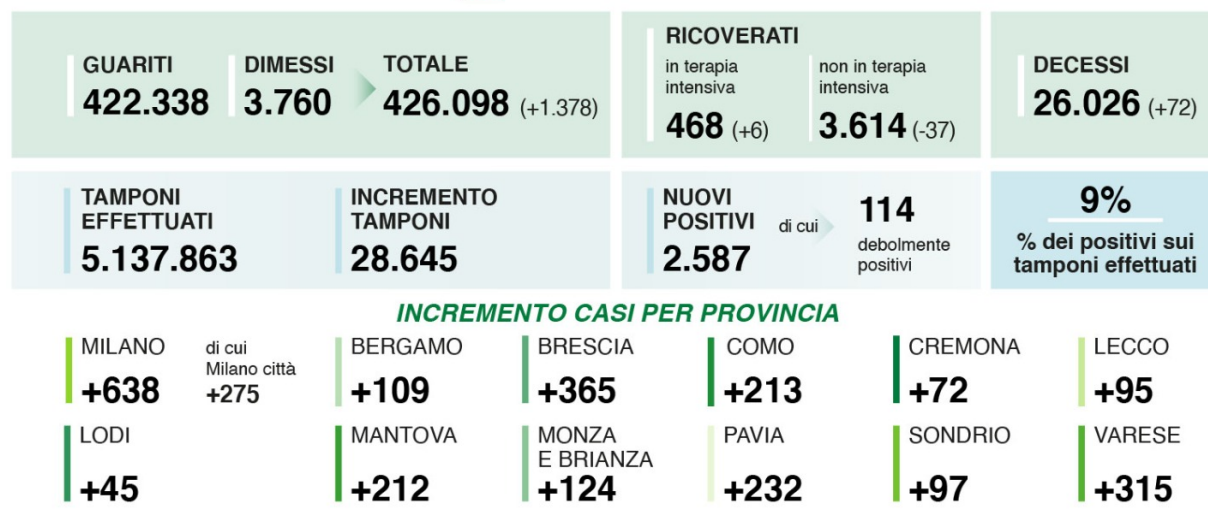 GUARITI
422.338
DIMESSI
3.760
TOTALE
426.098 (+1.378)
RICOVERATI
in terapia
intensiva
468 (+6)
non in terapia
intensiva
3.614 (-37)
DECESSI
26.026 (+72)
TAMPONI
EFFETTUATI
5.137.863
INCREMENTO
TAMPONI
28.645
NUOVI
POSITIVI
2.587
di cui
114
debolmente
positivi
9%
% dei positivi sui
tamponi effettuati
INCREMENTO CASI PER PROVINCIA
MILANO
+638
di cui
Milano città
+275
BERGAMO
+109
BRESCIA
+365
COMO
+213
CREMONA
+72
LECCO
+95
LODI
+45
MANTOVA
+212
MONZA
E BRIANZA
+124
PAVIA
+232
SONDRIO
+97
VARESE
+315